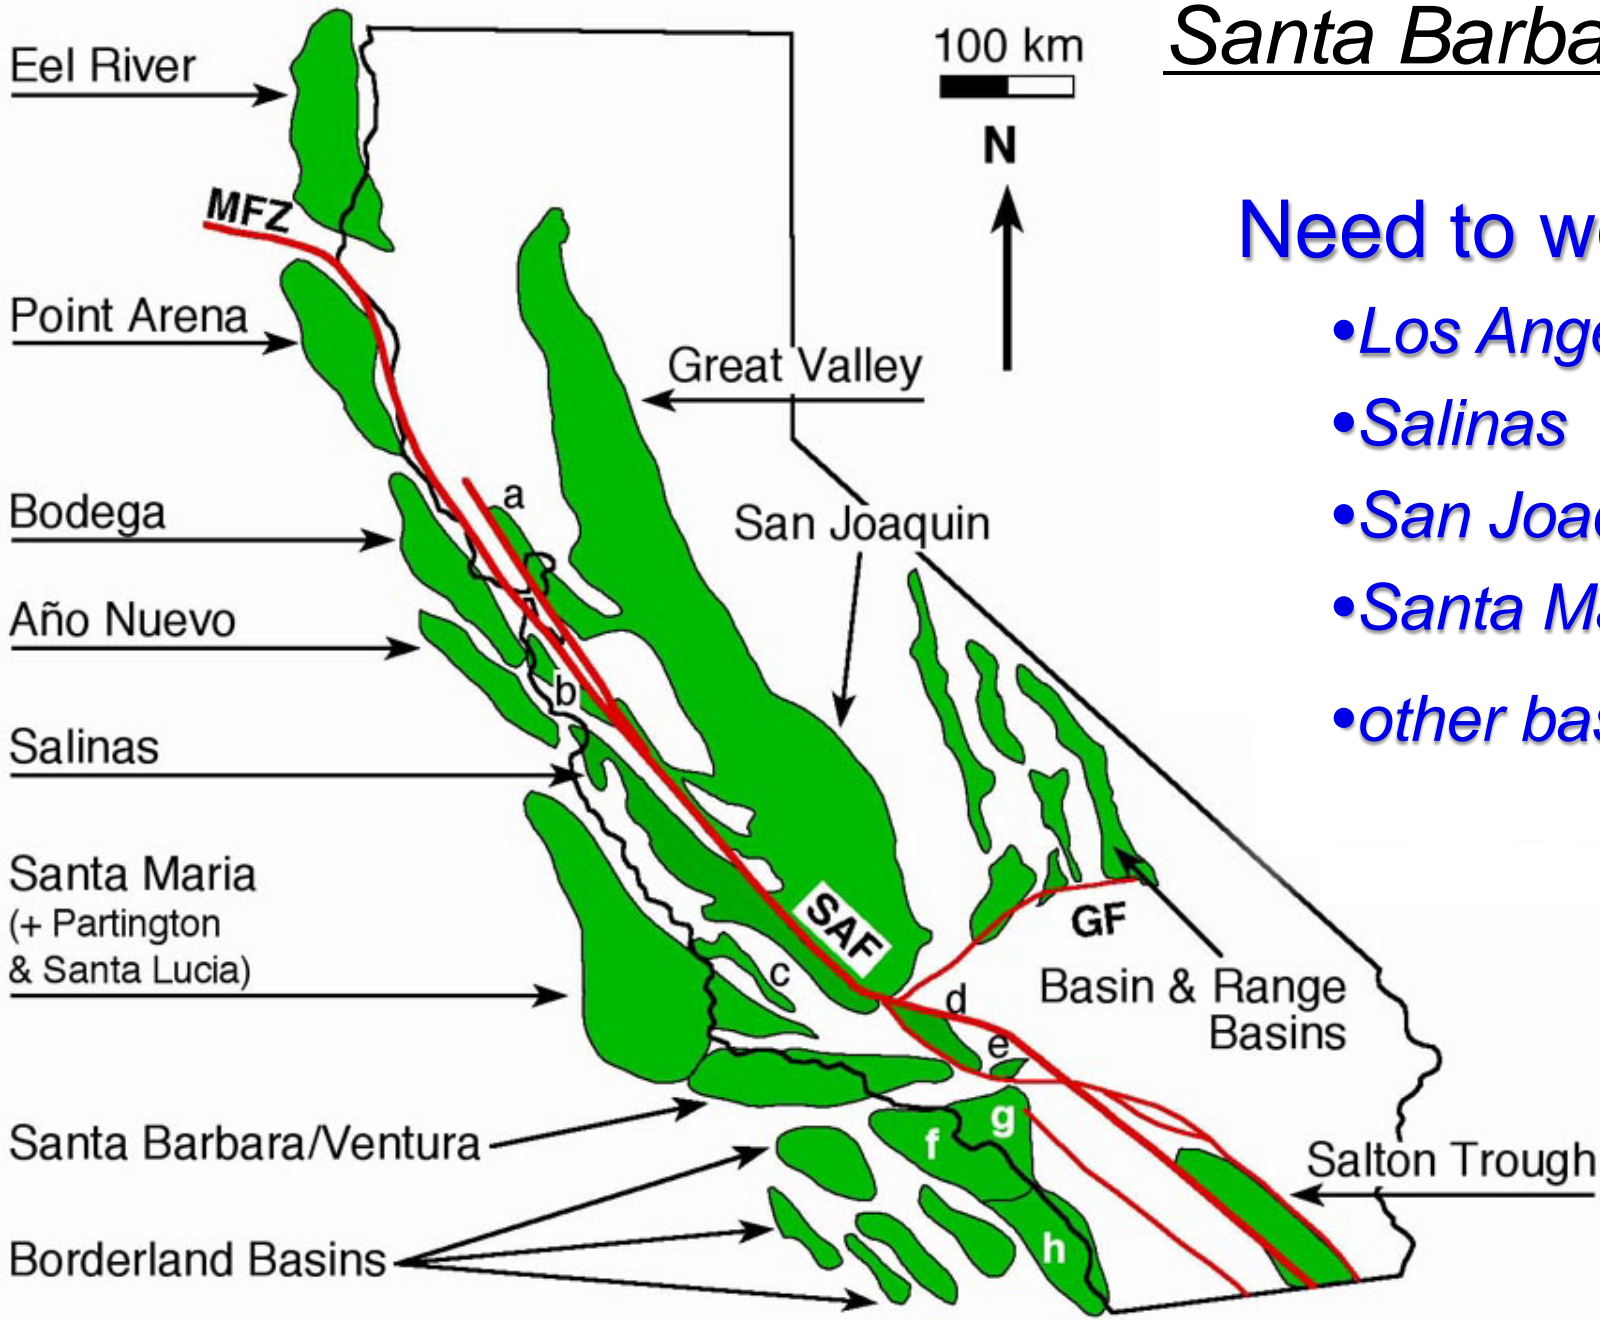 Santa Barba
100 km
N
Eel River
MFZ
Point Arena
Great Valley
Bodega
a
San Joaquin
Año Nuevo
b
Salinas
Santa Maria
(+ Partington
& Santa Lucia)
SAF
GF
c
d
Basin & Range
Basins
e
Santa Barbara/Ventura
f
g
Salton Trough
Borderland Basins
h
Need to w
•Los Ang
•Salinas
•San Joa
•Santa M
•other bas